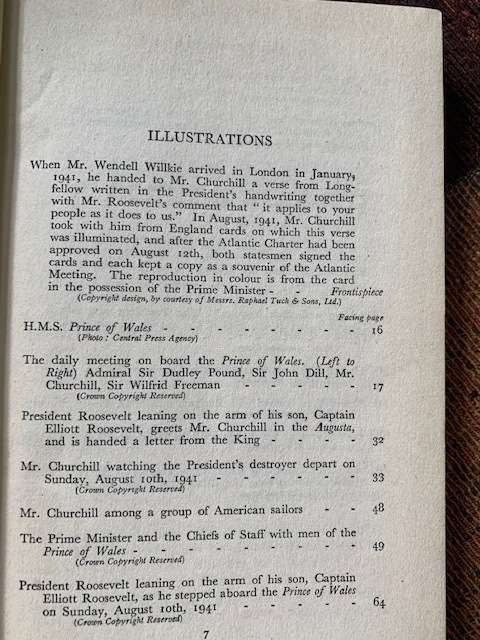 ILLUSTRATIONS
When Mr. Wendell Willkie arrived in London in January,
1941, he handed to Mr. Churchill a verse from Long-
fellow written in the President's handwriting together
with Mr. Roosevelt's comment that "it applies to your
people as it does to us." In August, 1941, Mr. Churchill
took with him from England cards on which this verse
was illuminated, and after the Atlantic Charter had been
approved on August 12th, both statesmen signed the
cards and each kept a copy as a souvenir of the Atlantic
Meeting. The reproduction in colour is from the card
in the possession of the Prime Minister - - Frontispiece
(Copyright design, by courtesy of Messrs. Raphael Tuck & Sons, Ltd.)
Facing page
H.M.S. Prince of Wales - - - - - - - 16
(Photo : Central Press Agency)
The daily meeting on board the Prince of Wales. (Left to
Right) Admiral Sir Dudley Pound, Sir John Dill, Mr.
Churchill, Sir Wilfrid Freeman - - - - - 17
(Crown Copyright Reserved)
President Roosevelt leaning on the arm of his son, Captain
Elliott Roosevelt, greets Mr. Churchill in the Augusta,
and is handed a letter from the King - - - - 32
Mr. Churchill watching the President's destroyer depart on
Sunday, August 10th, 1941 - - - - - 33
(Crown Copyright Reserved)
Mr. Churchill among a group of American sailors - - 48
The Prime Minister and the Chiefs of Staff with men of the
Prince of Wales - - - - - - - - 49
(Crown Copyright Reserved)
President Roosevelt leaning on the arm of his son, Captain
Elliott Roosevelt, as he stepped aboard the Prince of Wales
on Sunday, August 10th, 1941 - - - - - 64
(Crown Copyright Reserved)
7